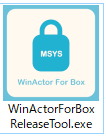 MSYS
WinActor For Box
WinActorForBox
ReleaseTool.exe